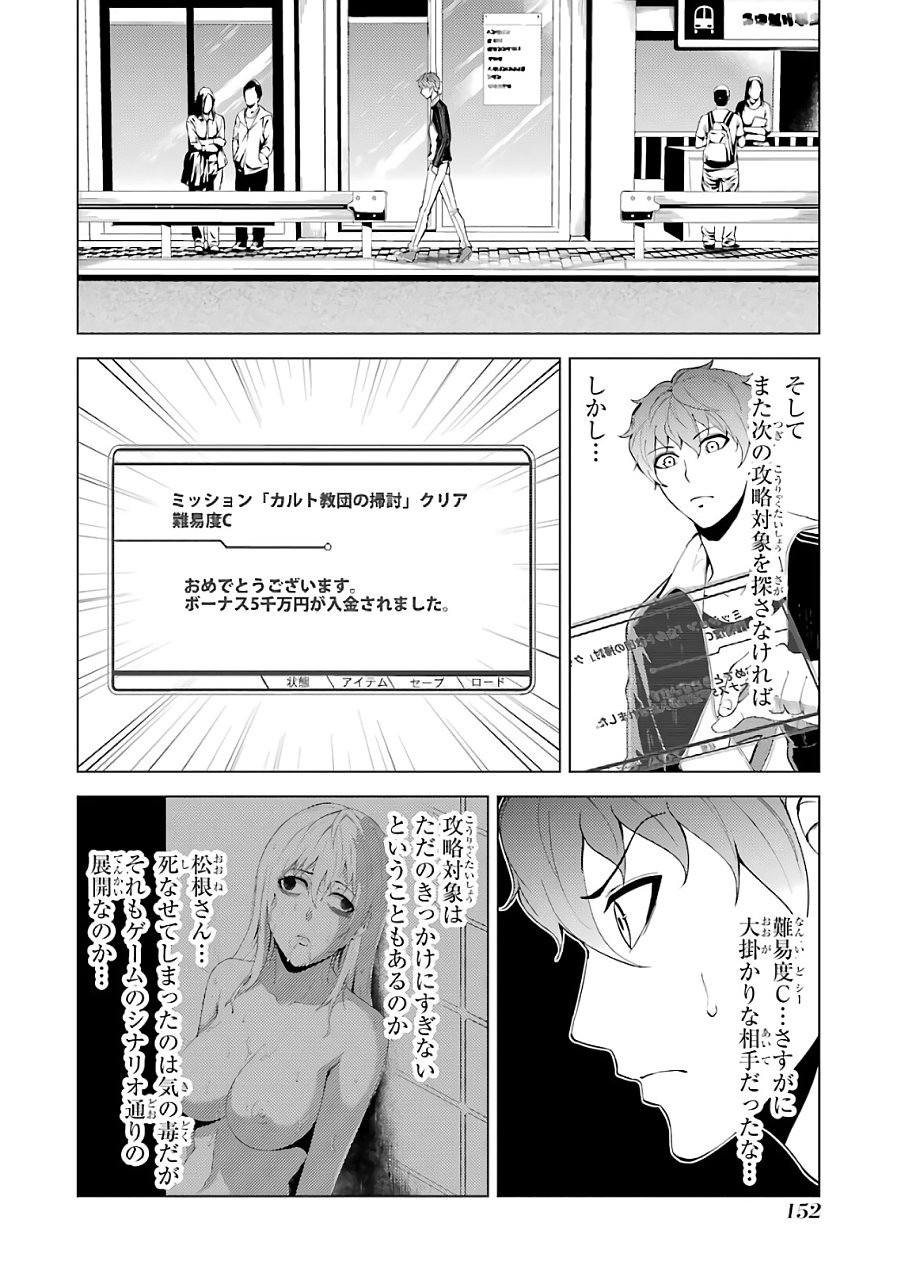 そして
また次の攻略対象を探さなければ
しかし…
ミッション「カルト教団の掃討」クリア
難易度C
おめでとうございます。
ボーナス5千万円が入金されました。
状態 アイテム セーブ ロード
難易度C…さすがに
大掛かりな相手だったな…
攻略対象は
ただのきっかけにすぎない
ということもあるのか
松根さん…
死なせてしまったのは気の毒だが
それもゲームのシナリオ通りの
展開なのか…
152